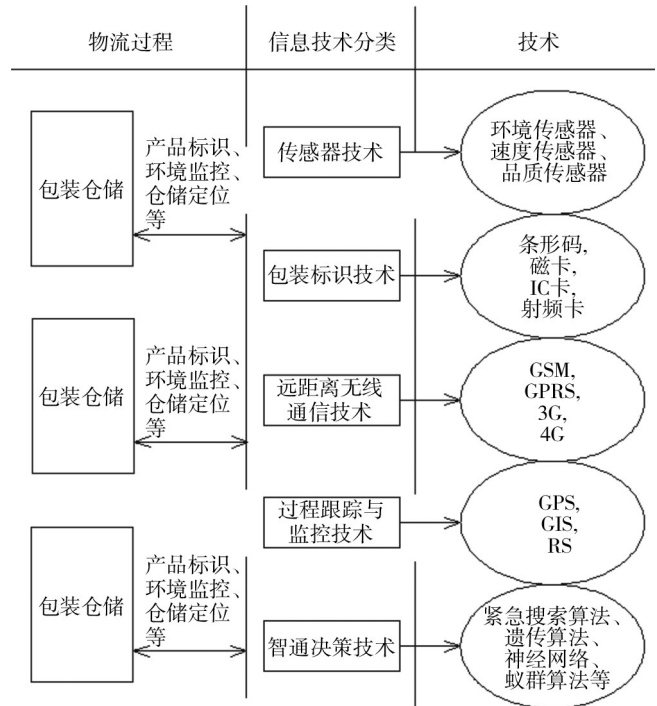 物流过程
信息技术分类
技术
包装仓储
产品标识、
环境监控、
仓储定位
等
传感器技术
环境传感器、
速度传感器、
品质传感器
包装标识技术
条形码,
磁卡,
IC卡,
射频卡
包装仓储
产品标识、
环境监控、
仓储定位
等
远距离无线
通信技术
GSM,
GPRS,
3G,
4G
过程跟踪与
监控技术
GPS,
GIS,
RS
包装仓储
产品标识、
环境监控、
仓储定位
等
智通决策技术
紧急搜索算法、
遗传算法、
神经网络、
蚁群算法等